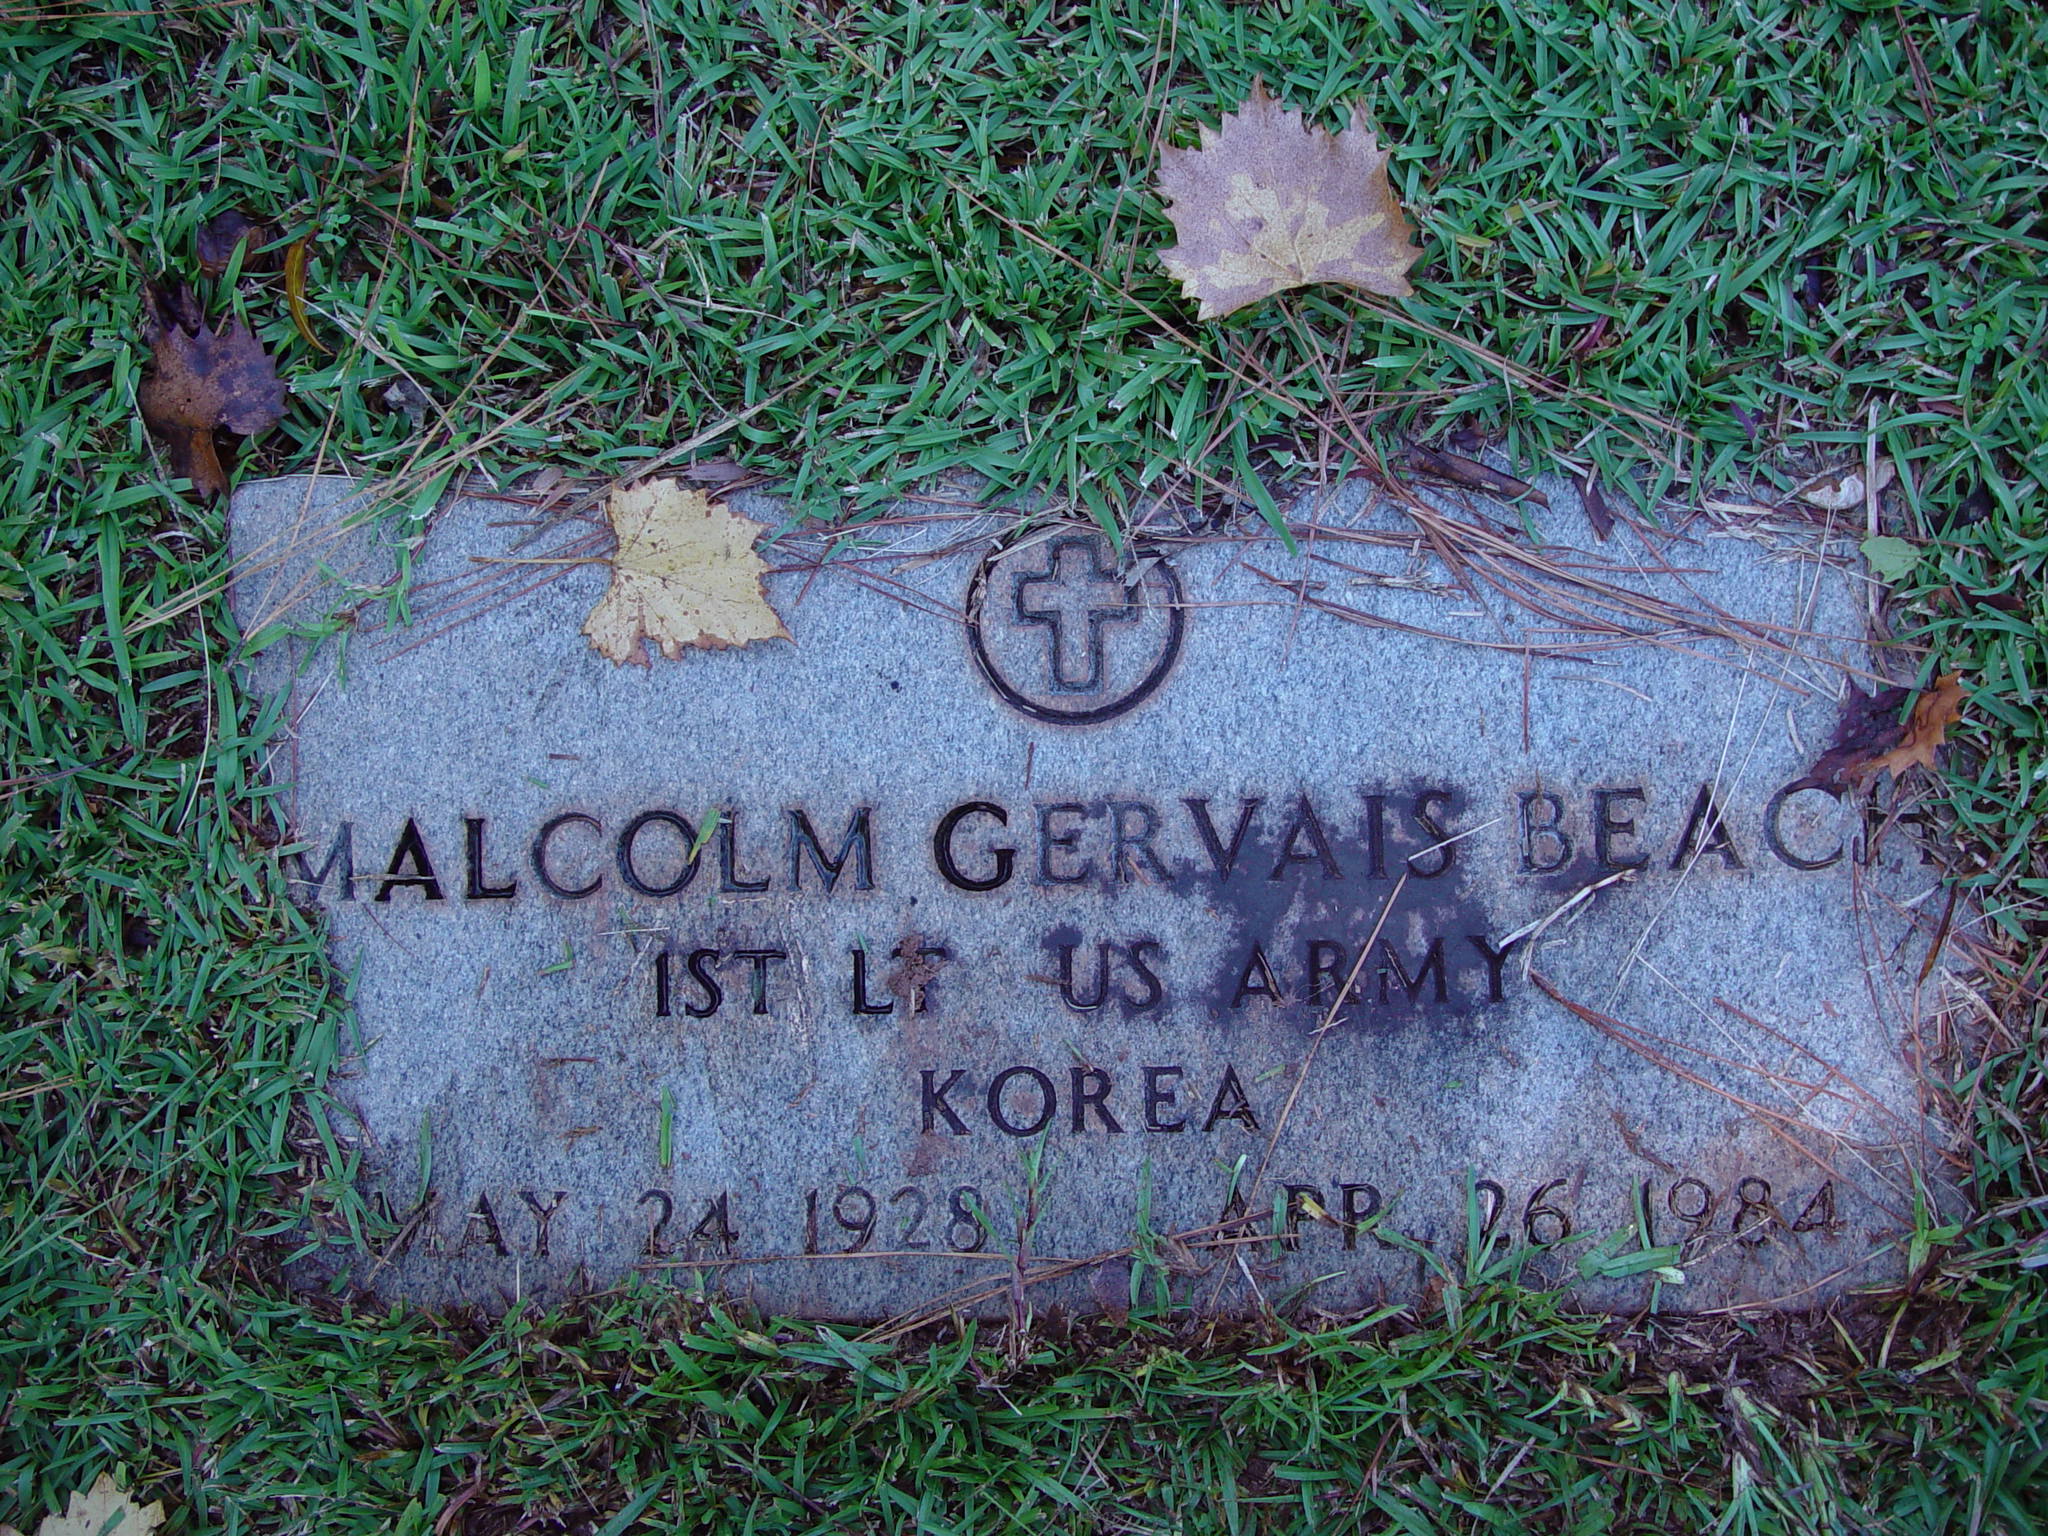 MALCOLM GERVAIS BEACH
1ST LT US ARMY
KOREA
MAY 24 1928 APR 26 1984